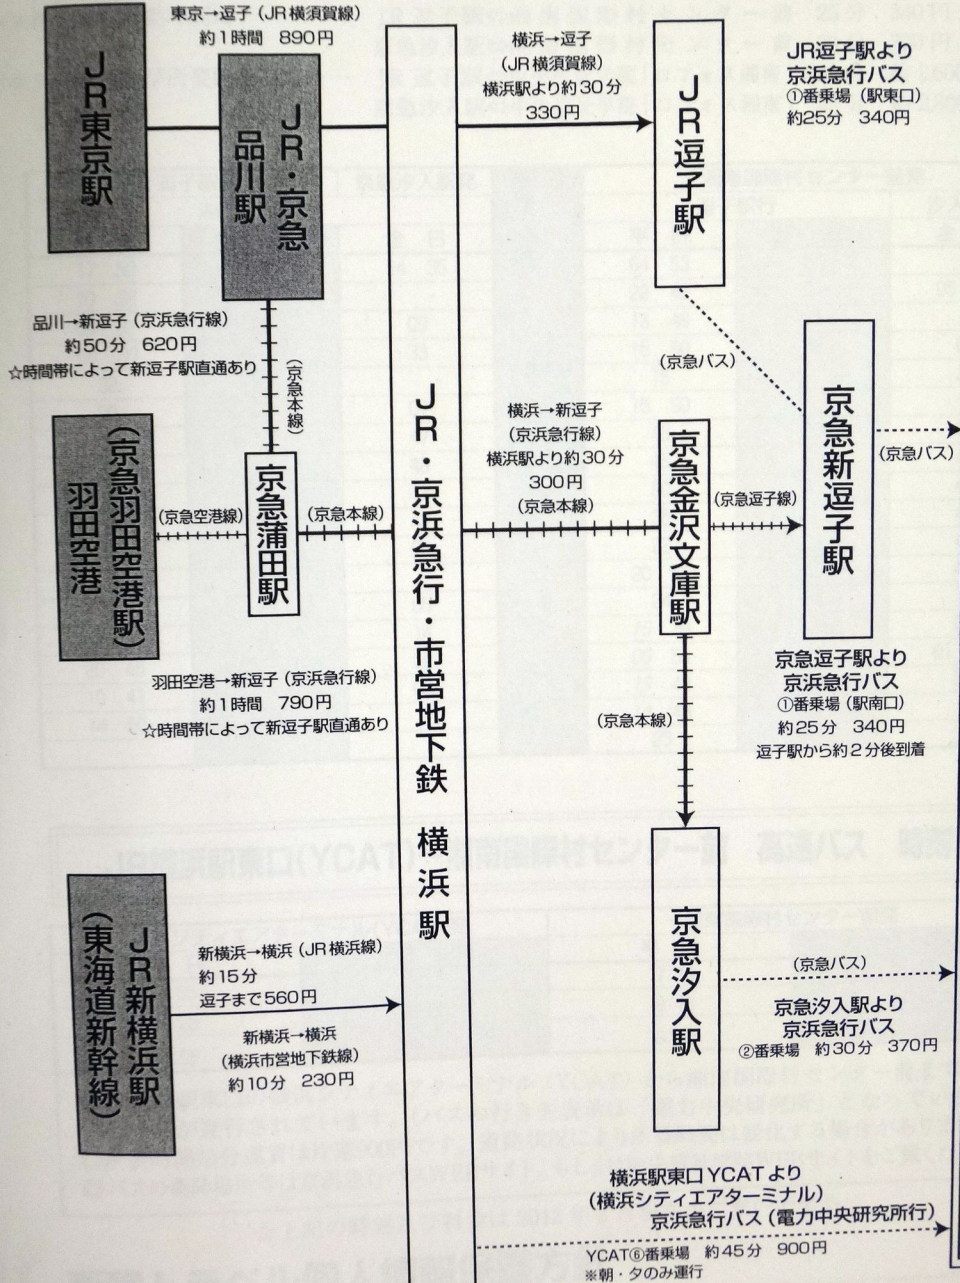 東京→逗子（JR横須賀線）
約1時間　890円
JR東京駅
JR・京急
品川駅
横浜→逗子
（JR横須賀線）
横浜駅より約30分
330円
JR逗子駅
JR逗子駅より
京浜急行バス
①番乗場（駅東口）
約25分　340円
品川→新逗子（京浜急行線）
約50分　620円
☆時間帯によって新逗子駅直通あり
（京急本線）
（京急バス）
（京急羽田空港駅）
羽田空港
（京急空港線）
京急蒲田駅
（京急本線）
JR・京浜急行・市営地下鉄　横浜駅
横浜→新逗子
（京浜急行線）
横浜駅より約30分
300円
（京急本線）
京急金沢文庫駅
（京急逗子線）
京急新逗子駅
（京急バス）
羽田空港→新逗子（京浜急行線）
約1時間　790円
☆時間帯によって新逗子駅直通あり
京急逗子駅より
京浜急行バス
①番乗場（駅南口）
約25分　340円
逗子駅から約2分後到着
（京急本線）
JR新横浜駅
（東海道新幹線）
新横浜→横浜（JR横浜線）
約15分
逗子まで560円
新横浜→横浜
（横浜市営地下鉄線）
約10分　230円
京急汐入駅
（京急バス）
京急汐入駅より
京浜急行バス
②番乗場　約30分　370円
横浜駅東口YCATより
（横浜シティエアターミナル）
京浜急行バス（電力中央研究所行）
YCAT⑥番乗場　約45分　900円
※朝・夕のみ運行